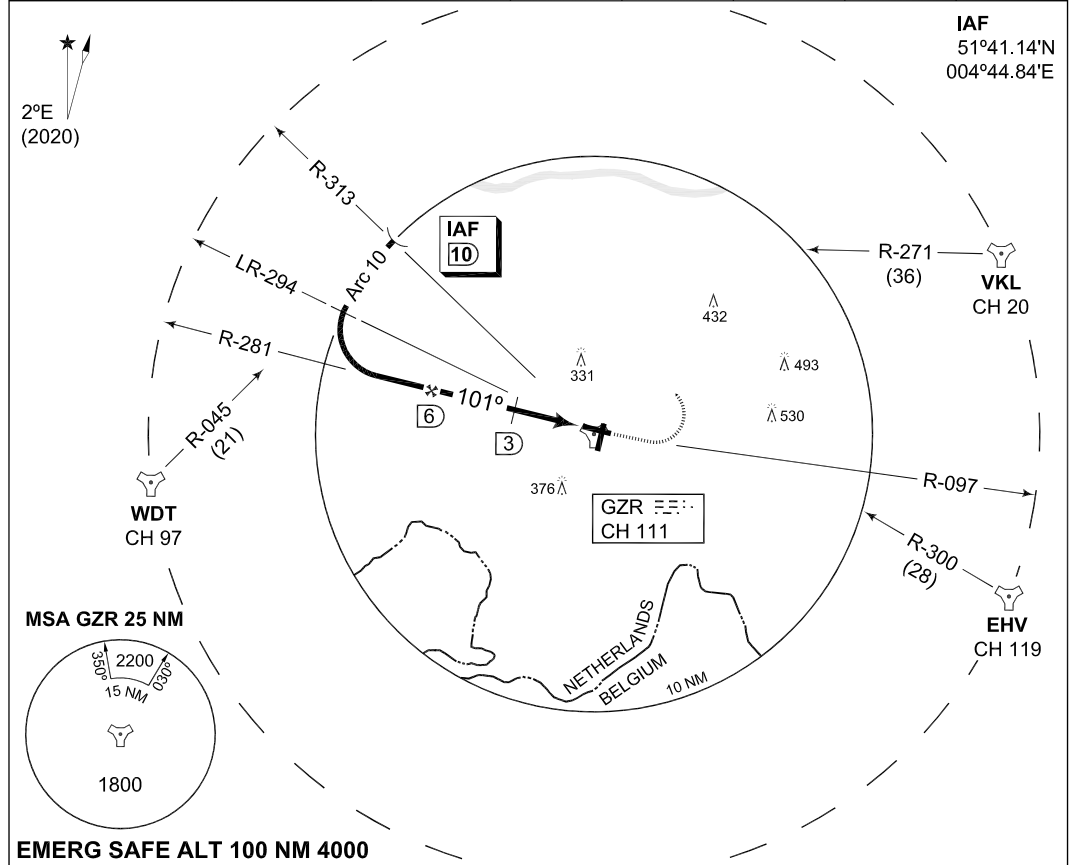 IAF
51º41.14'N
004º44.84'E
2ºE
(2020)
R-313
IAF
10
LR-294
Arc 10
R-271
(36)
VKL
CH 20
432
R-281
331
493
101º
6
530
3
R-045
(21)
WDT
CH 97
376
R-097
GZR
CH 111
R-300
(28)
EHV
CH 119
MSA GZR 25 NM
350º
2200
030º
15 NM
1800
NETHERLANDS
BELGIUM
10 NM
EMERG SAFE ALT 100 NM 4000